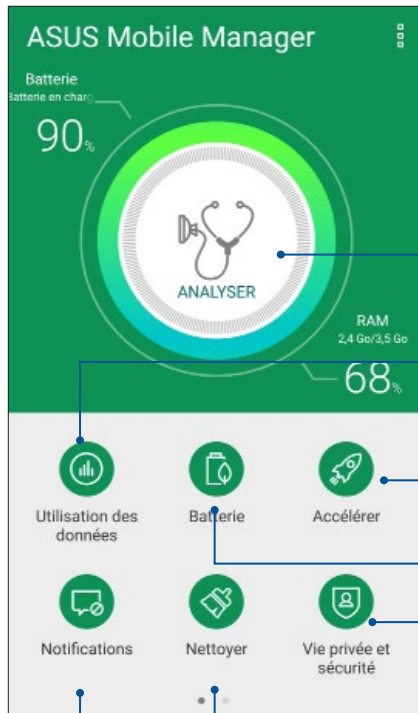 ASUS Mobile Manager
Batterie
Batterie en charg
90%
ANALYSER
RAM
2,4 Go/3,5 Go
68%
Utilisation des
données
Batterie
Accélérer
Notifications
Nettoyer
Vie privée et
sécurité